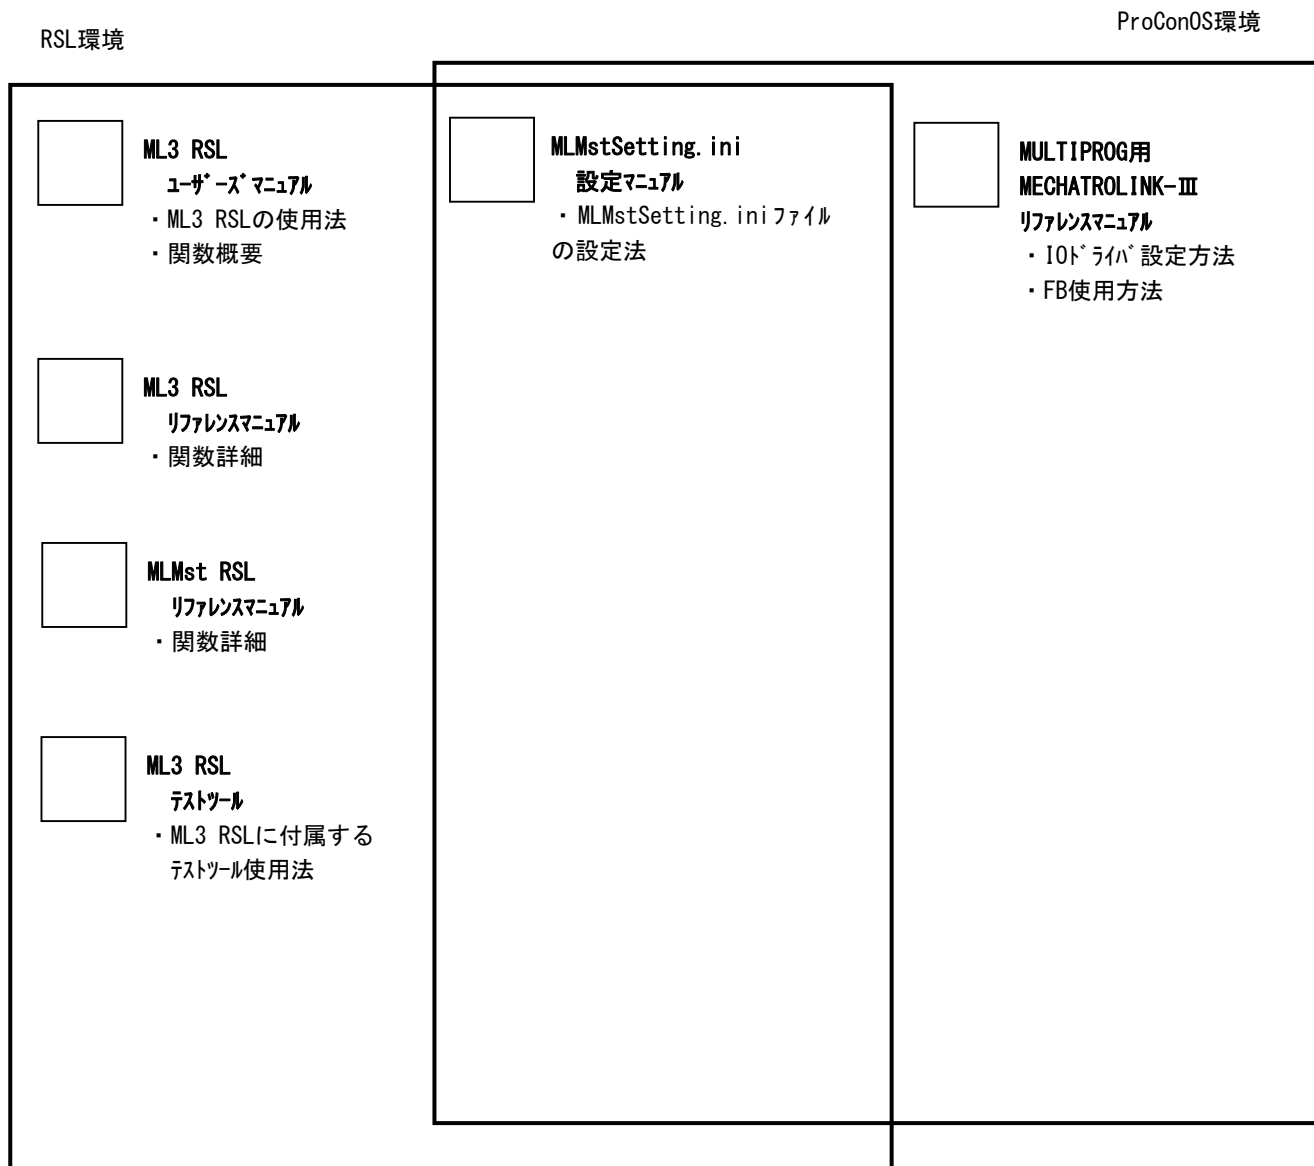 RSL環境
ProConOS環境
ML3 RSL
ﾕｰｻﾞｰｽﾞﾏﾆｭｱﾙ
・ML3 RSLの使用法
・関数概要
ML3 RSL
ﾘﾌｧﾚﾝｽﾏﾆｭｱﾙ
・関数詳細
MLMst RSL
ﾘﾌｧﾚﾝｽﾏﾆｭｱﾙ
・関数詳細
ML3 RSL
ﾃｽﾄﾂｰﾙ
・ML3 RSLに付属する
ﾃｽﾄﾂｰﾙ使用法
MLMstSetting.ini
設定ﾏﾆｭｱﾙ
・MLMstSetting.iniﾌｧｲﾙ
の設定法
MULTIPROG用
MECHATROLINK-Ⅲ
ﾘﾌｧﾚﾝｽﾏﾆｭｱﾙ
・IOﾄﾞﾗｲﾊﾞ設定方法
・FB使用方法